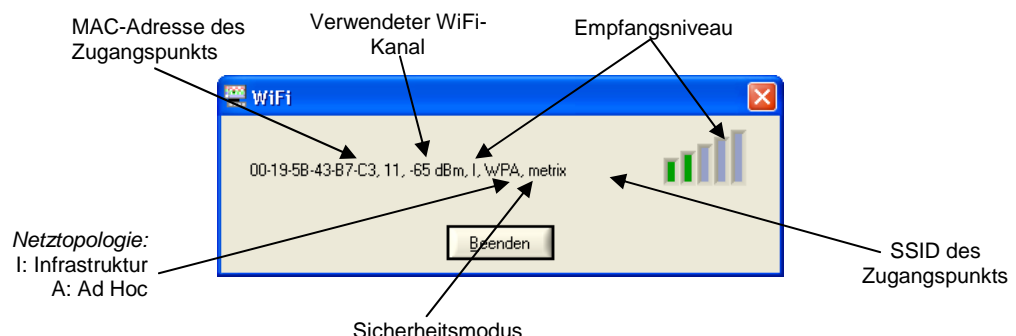 MAC-Adresse des
Zugangspunkts
Verwendeter WiFi-
Kanal
Empfangsniveau
WiFi
00-19-5B-43-B7-C3, 11, -65 dBm, I, WPA, metrix
Beenden
Netztopologie:
I: Infrastruktur
A: Ad Hoc
SSID des
Zugangspunkts
Sicherheitsmodus